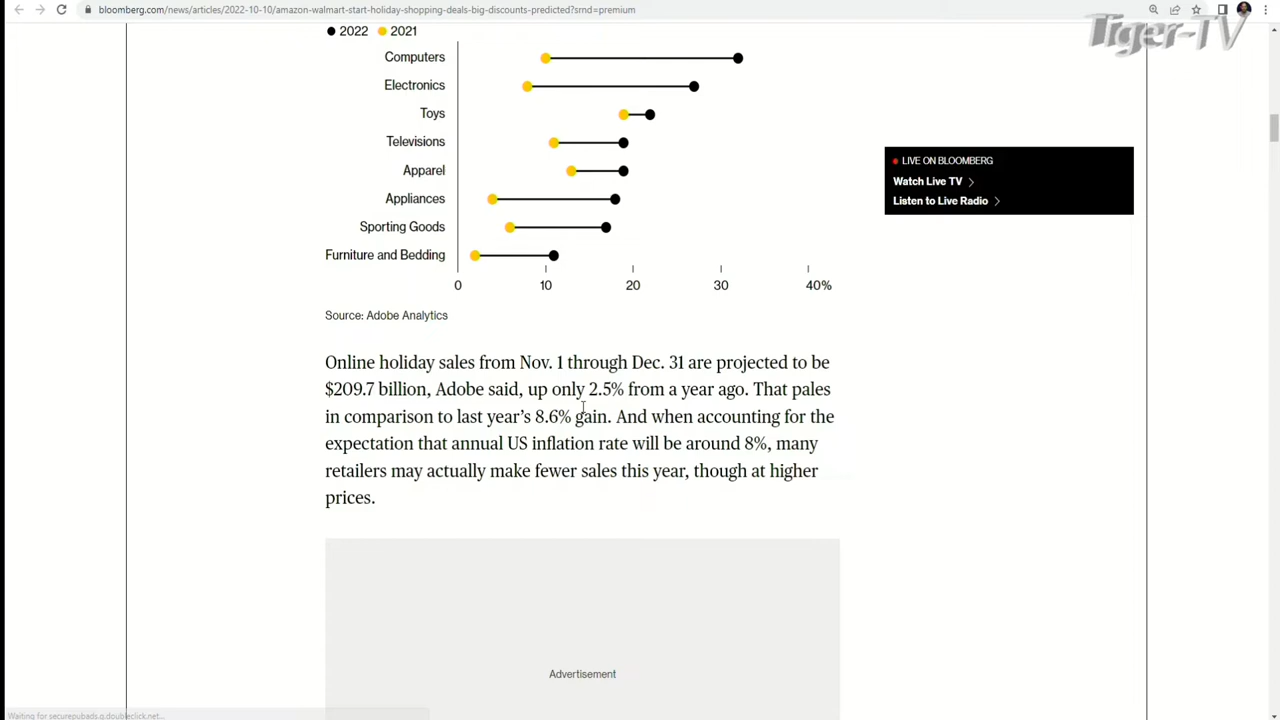 bloomberg.com/news/articles/2022-10-10/amazon-walmart-start-holiday-shopping-deals-big-discounts-predicted?srnd=premium
Tiger-TV
2022 2021
Computers
Electronics
Toys
Televisions
Apparel
Appliances
Sporting Goods
Furniture and Bedding
0 10 20 30 40%
Source: Adobe Analytics
LIVE ON BLOOMBERG
Watch Live TV
Listen to Live Radio
Online holiday sales from Nov. 1 through Dec. 31 are projected to be
$209.7 billion, Adobe said, up only 2.5% from a year ago. That pales
in comparison to last year’s 8.6% gain. And when accounting for the
expectation that annual US inflation rate will be around 8%, many
retailers may actually make fewer sales this year, though at higher
prices.
Advertisement
Waiting for securepubads.g.doubleclick.net...